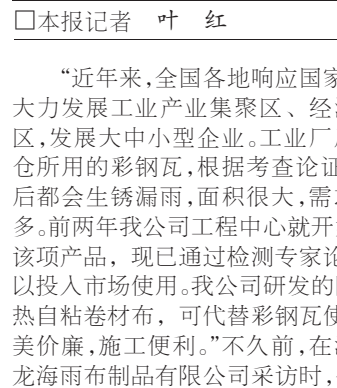 □本报记者 叶 红
“近年来,全国各地响应国家
大力发展工业产业集聚区、经
区,发展大中小型企业。工业厂
仓所用的彩钢瓦,根据考查论证
后都会生锈漏雨,面积很大,需
多。前两年我公司工程中心就开
该项产品, 现已通过检测专家论
以投入市场使用。我公司研发的
热自粘卷材布, 可代替彩钢瓦使
美价廉,施工便利。”不久前,在
龙海雨布制品有限公司采访时,